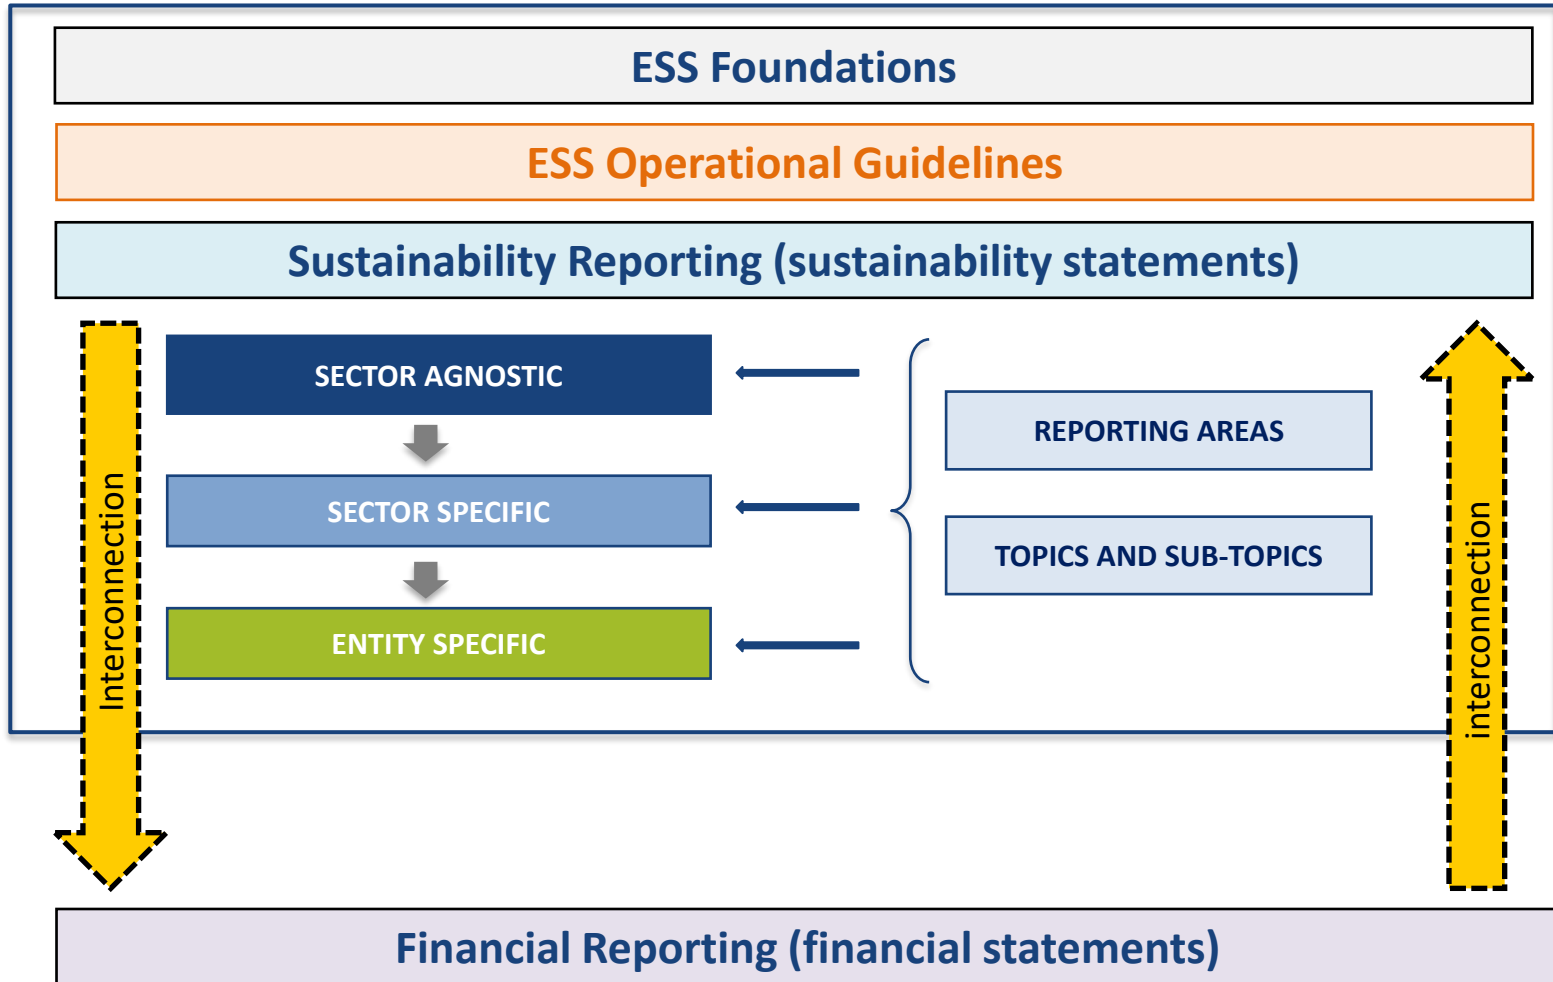 ESS Foundations
ESS Operational Guidelines
Sustainability Reporting (sustainability statements)
SECTOR AGNOSTIC
SECTOR SPECIFIC
ENTITY SPECIFIC
REPORTING AREAS
TOPICS AND SUB-TOPICS
Interconnection
interconnection
Financial Reporting (financial statements)